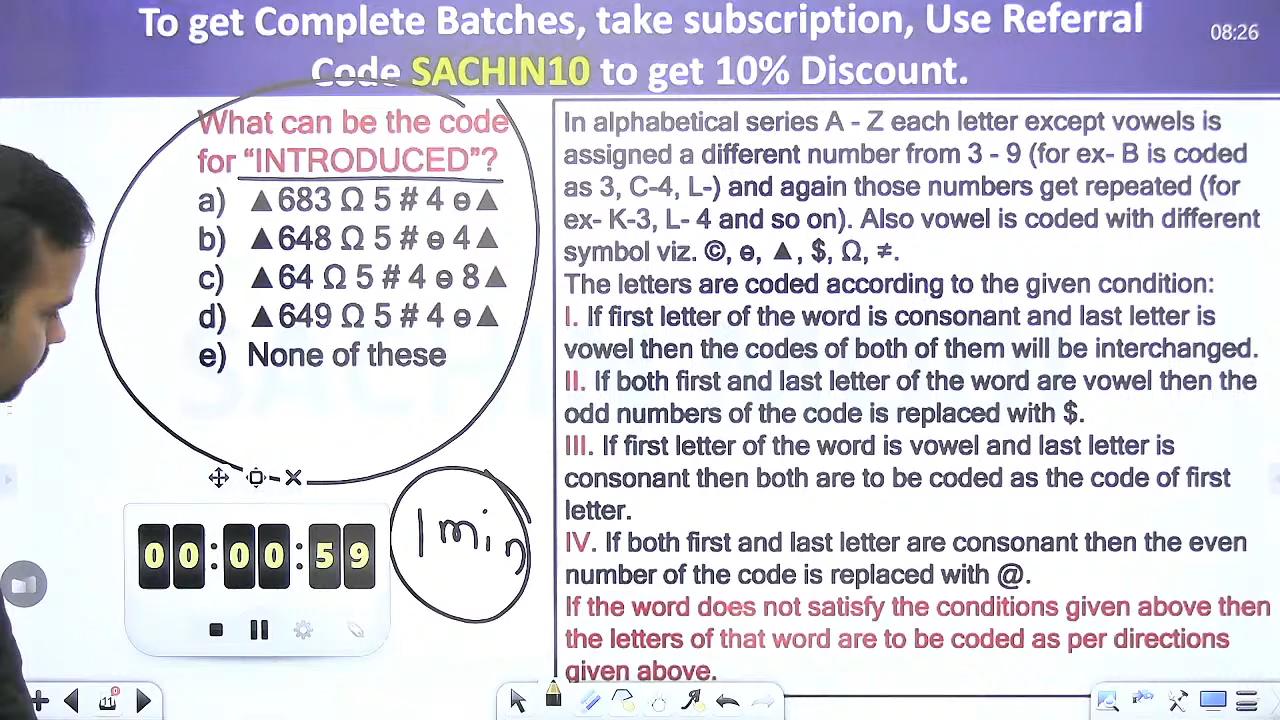 To get Complete Batches, take subscription, Use Referral
Code SACHIN10 to get 10% Discount.
08:26
What can be the code
for “INTRODUCED”?
a) ▲683 Ω 5 # 4 ɵ▲
b) ▲648 Ω 5 # ɵ 4▲
c) ▲64 Ω 5 # 4 ɵ 8▲
d) ▲649 Ω 5 # 4 ɵ▲
e) None of these
1 min
00:00:59
In alphabetical series A - Z each letter except vowels is
assigned a different number from 3 - 9 (for ex- B is coded
as 3, C-4, L-) and again those numbers get repeated (for
ex- K-3, L- 4 and so on). Also vowel is coded with different
symbol viz. ©, ɵ, ▲, $, Ω, ≠.
The letters are coded according to the given condition:
I. If first letter of the word is consonant and last letter is
vowel then the codes of both of them will be interchanged.
II. If both first and last letter of the word are vowel then the
odd numbers of the code is replaced with $.
III. If first letter of the word is vowel and last letter is
consonant then both are to be coded as the code of first
letter.
IV. If both first and last letter are consonant then the even
number of the code is replaced with @.
If the word does not satisfy the conditions given above then
the letters of that word are to be coded as per directions
given above.